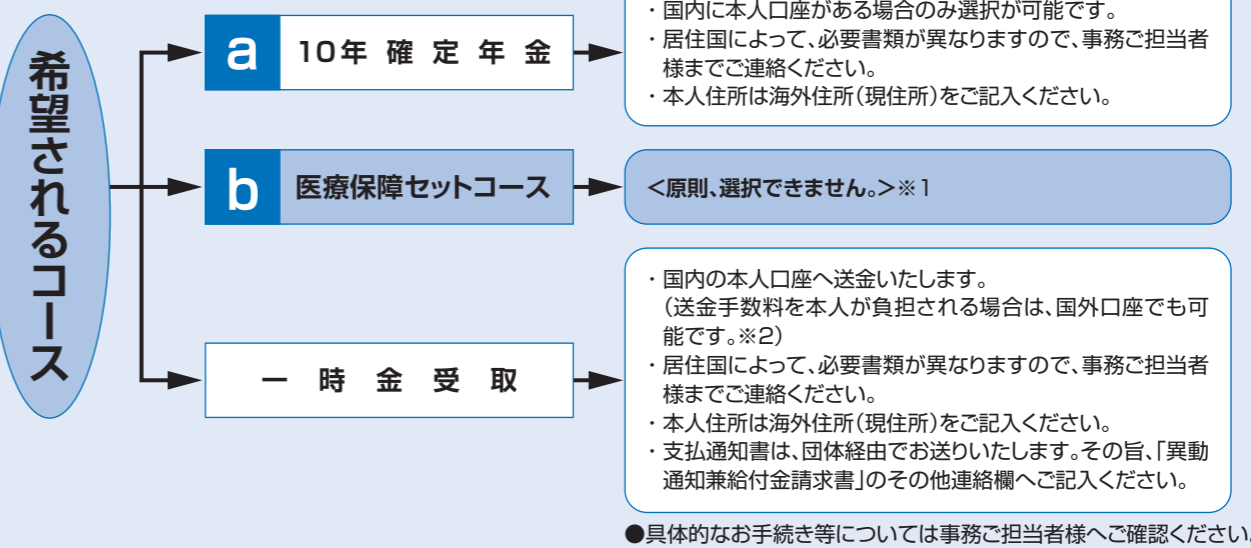 希望されるコース
a 10年確定年金
・国内に本人口座がある場合のみ選択が可能です。
・居住国によって、必要書類が異なりますので、事務ご担当者
様までご連絡ください。
・本人住所は海外住所(現住所)をご記入ください。
b 医療保障セットコース
<原則、選択できません。>※1
一時金受取
・国内の本人口座へ送金いたします。
(送金手数料を本人が負担される場合は、国外口座でも可
能です。※2)
・居住国によって、必要書類が異なりますので、事務ご担当者
様までご連絡ください。
・本人住所は海外住所(現住所)をご記入ください。
・支払通知書は、団体経由でお送りいたします。その旨、「異動
通知兼給付金請求書」のその他連絡欄へご記入ください。
●具体的なお手続き等については事務ご担当者様へご確認ください。